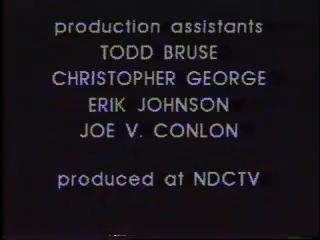 production assistants
TODD BRUSE
CHRISTOPHER GEORGE
ERIK JOHNSON
JOE V. CONLON
produced at NDCTV